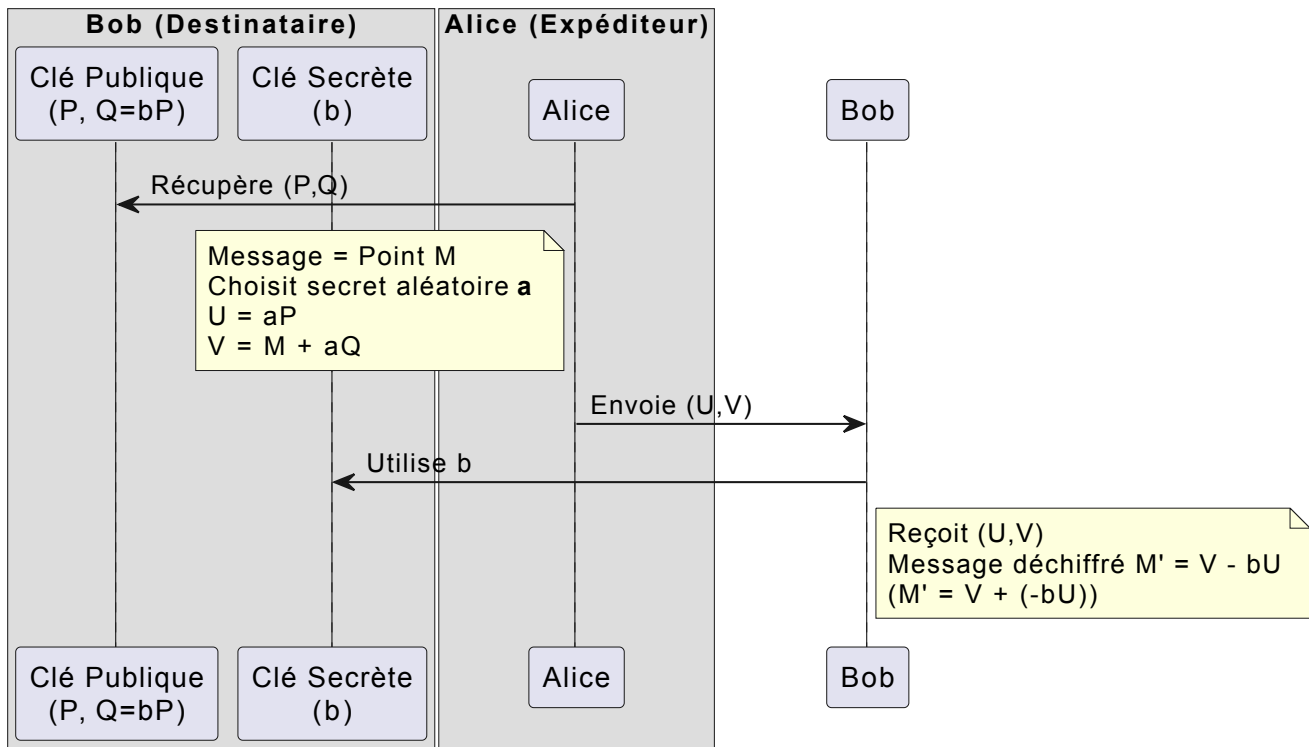 Bob (Destinataire)
Alice (Expéditeur)
Clé Publique
(P, Q=bP)
Clé Secrète
(b)
Alice
Bob
Récupère (P,Q)
Message = Point M
Choisit secret aléatoire a
U = aP
V = M + aQ
Envoie (U,V)
Utilise b
Reçoit (U,V)
Message déchiffré M' = V - bU
(M' = V + (-bU))
Clé Publique
(P, Q=bP)
Clé Secrète
(b)
Alice
Bob